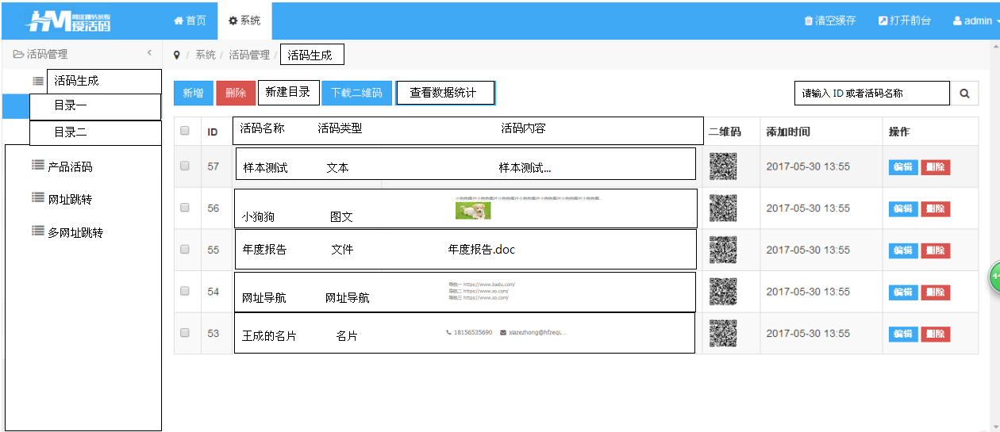 HM 网址跳转营销 爱活码
首页 系统 清空缓存 打开前台 admin
活码管理
/ 系统 / 活码管理 / 活码生成
活码生成
目录一
目录二
产品活码
网址跳转
多网址跳转
新增 删除 新建目录 下载二维码 查看数据统计 请输入 ID 或者活码名称
ID 活码名称 活码类型 活码内容 二维码 添加时间 操作
57 样本测试 文本 样本测试... 2017-05-30 13:55 编辑 删除
小狗狗图片小狗狗图片小狗狗图片小狗狗图片小狗狗图片小狗狗图片小狗狗图...
56 小狗狗 图文 2017-05-30 13:55 编辑 删除
55 年度报告 文件 年度报告.doc 2017-05-30 13:55 编辑 删除
导航一 https://www.baidu.com/
导航二 https://www.so.com/
导航三 https://www.so.com/
54 网址导航 网址导航 2017-05-30 13:55 编辑 删除
53 王成的名片 名片 18156535690 xiazezhong@hfzeqi.... 2017-05-30 13:55 编辑 删除